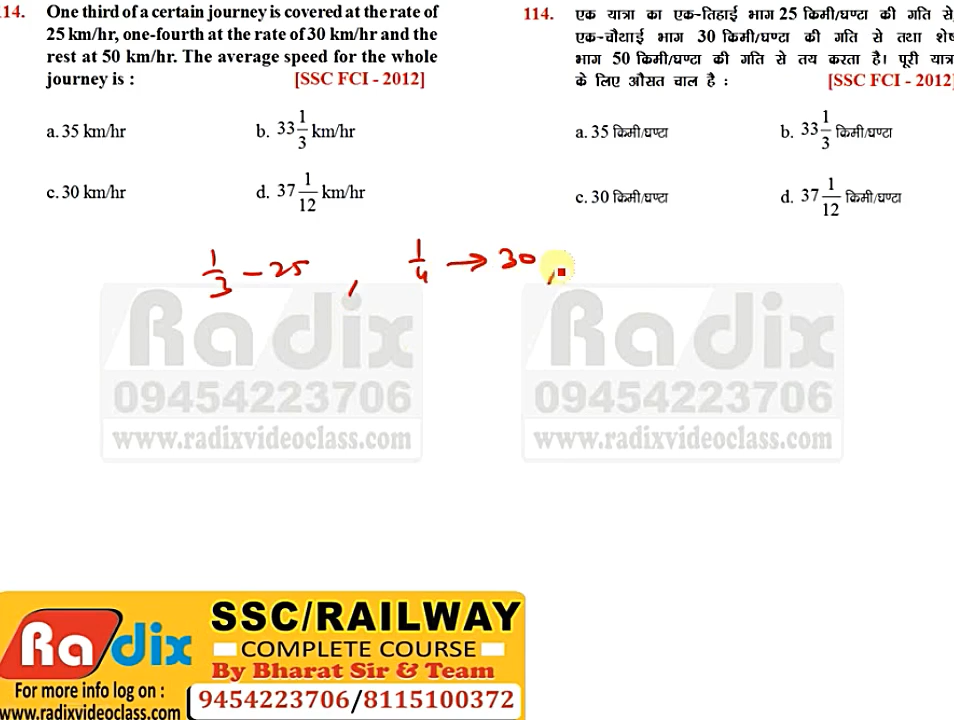 114. One third of a certain journey is covered at the rate of
25 km/hr, one-fourth at the rate of 30 km/hr and the
rest at 50 km/hr. The average speed for the whole
journey is : [SSC FCI - 2012]
a. 35 km/hr b. 33 1/3 km/hr
c. 30 km/hr d. 37 1/12 km/hr
114. एक यात्रा का एक-तिहाई भाग 25 किमी/घण्टा की गति से,
एक-चौथाई भाग 30 किमी/घण्टा की गति से तथा शेष
भाग 50 किमी/घण्टा की गति से तय करता है। पूरी यात्रा
के लिए औसत चाल है : [SSC FCI - 2012]
a. 35 किमी/घण्टा b. 33 1/3 किमी/घण्टा
c. 30 किमी/घण्टा d. 37 1/12 किमी/घण्टा
1/3 - 25 , 1/4 → 30 ,
Radix
09454223706
www.radixvideoclass.com
Radix
09454223706
www.radixvideoclass.com
Radix
For more info log on :
www.radixvideoclass.com
SSC/RAILWAY
COMPLETE COURSE
By Bharat Sir & Team
9454223706/8115100372